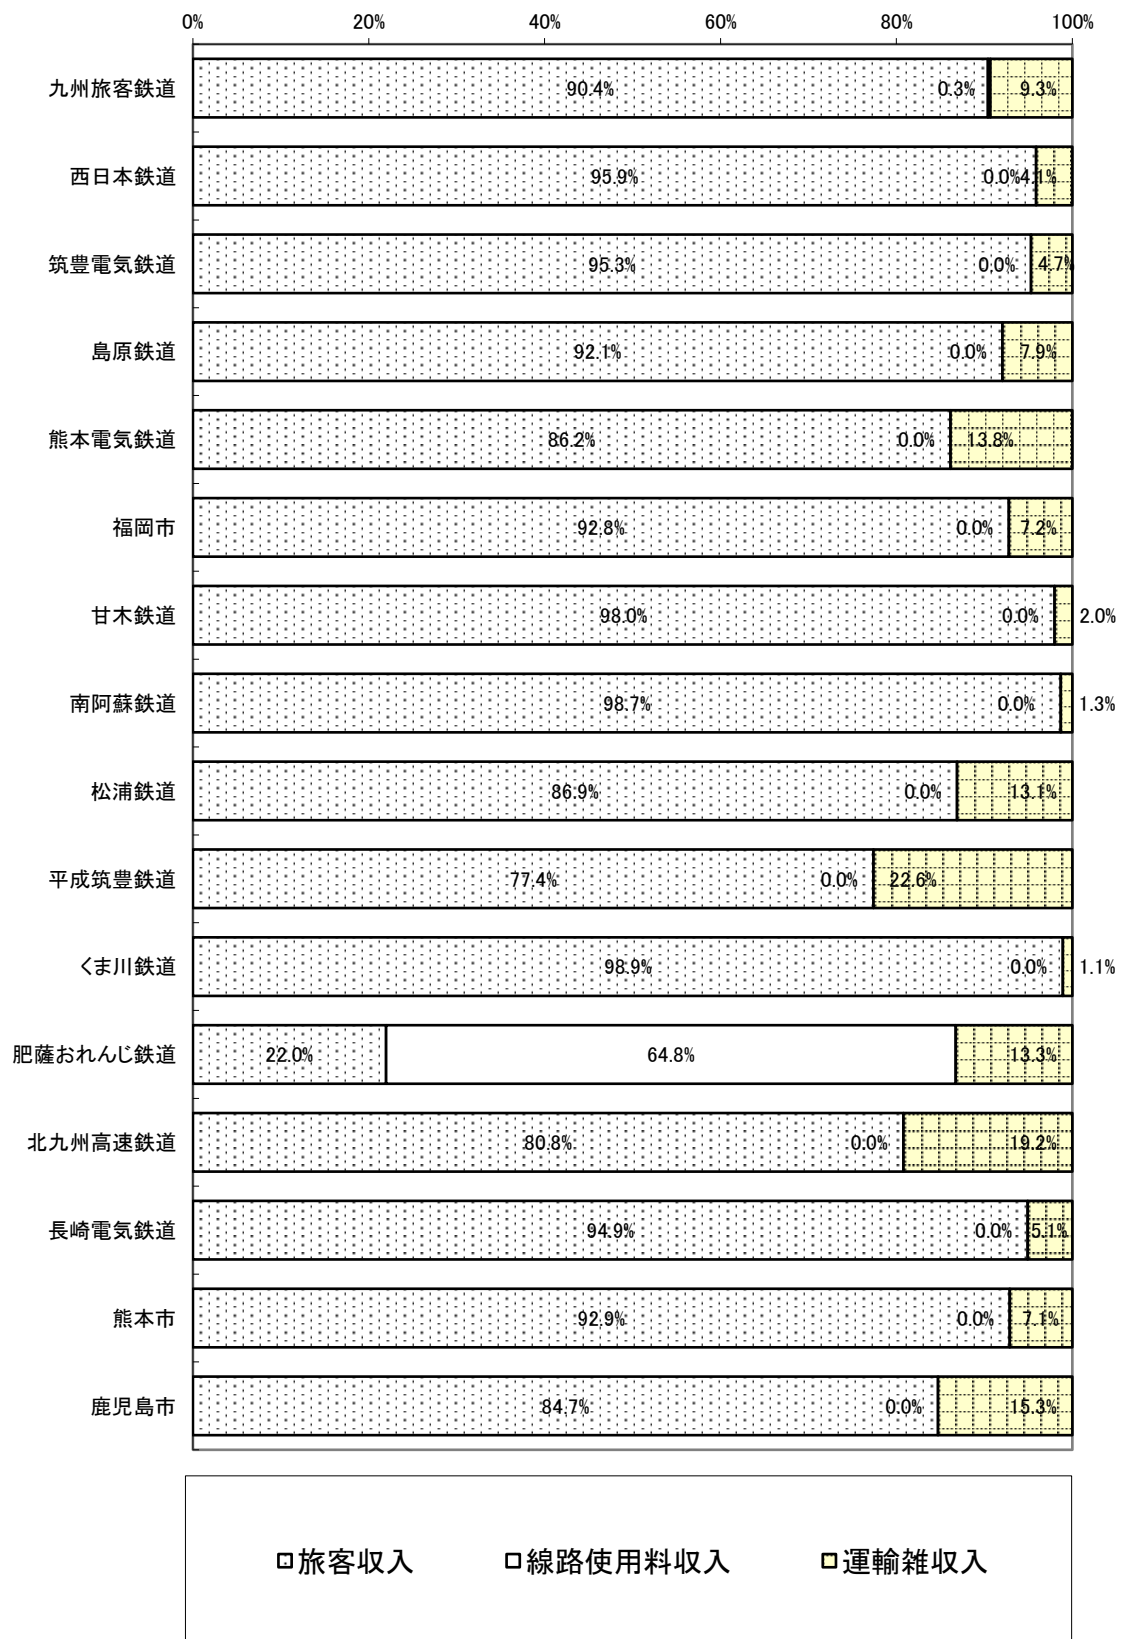 0% 20% 40% 60% 80% 100%
九州旅客鉄道 90.4% 0.3% 9.3%
西日本鉄道 95.9% 0.0% 4.1%
筑豊電気鉄道 95.3% 0.0% 4.7%
島原鉄道 92.1% 0.0% 7.9%
熊本電気鉄道 86.2% 0.0% 13.8%
福岡市 92.8% 0.0% 7.2%
甘木鉄道 98.0% 0.0% 2.0%
南阿蘇鉄道 98.7% 0.0% 1.3%
松浦鉄道 86.9% 0.0% 13.1%
平成筑豊鉄道 77.4% 0.0% 22.6%
くま川鉄道 98.9% 0.0% 1.1%
肥薩おれんじ鉄道 22.0% 64.8% 13.3%
北九州高速鉄道 80.8% 0.0% 19.2%
長崎電気鉄道 94.9% 0.0% 5.1%
熊本市 92.9% 0.0% 7.1%
鹿児島市 84.7% 0.0% 15.3%
旅客収入 線路使用料収入 運輸雑収入